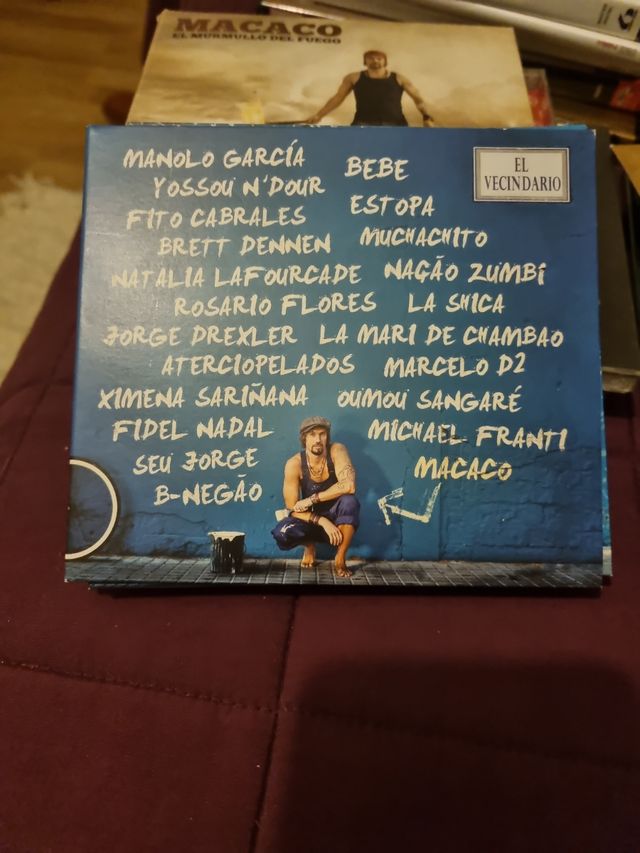 MACACO
EL MURMULLO DEL FUEGO
EL
VECINDARIO
MANOLO GARCÍA BEBE
YOSSOU N'DOUR ESTOPA
FITO CABRALES
BRETT DENNEN MUCHACHITO
NATALIA LAFOURCADE NAÇÃO ZUMBI
ROSARIO FLORES LA SHICA
JORGE DREXLER LA MARI DE CHAMBAO
ATERCIOPELADOS MARCELO D2
XIMENA SARIÑANA OUMOU SANGARÉ
FIDEL NADAL MICHAEL FRANTI
SEU JORGE MACACO
B-NEGÃO